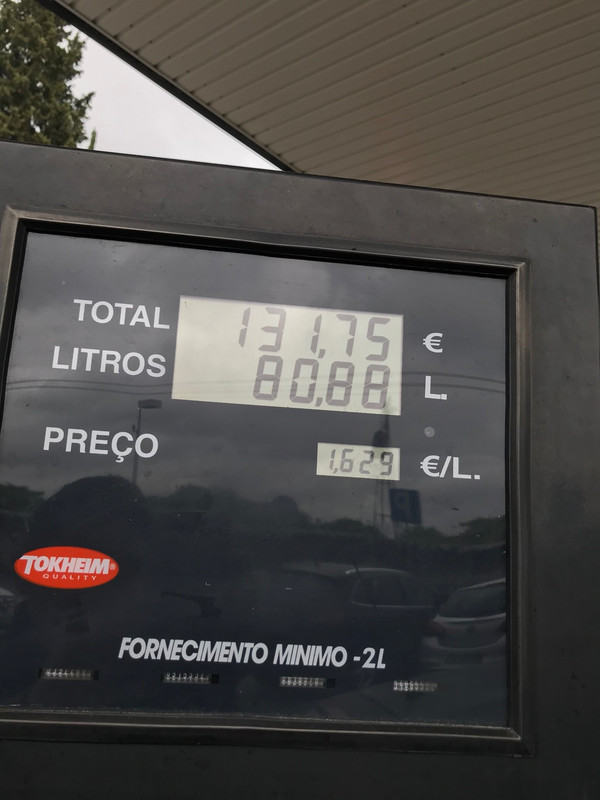 TOTAL 131,75 €
LITROS 80,88 L.
PREÇO 1,629 €/L.
TOKHEIM®
QUALITY
FORNECIMENTO MINIMO - 2L